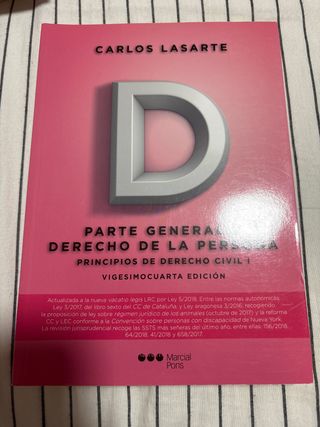 CARLOS LASARTE
D
PARTE GENERAL
DERECHO DE LA PERSONA
PRINCIPIOS DE DERECHO CIVIL I
VIGESIMOCUARTA EDICIÓN
Actualizada a la nueva vacatio legis LRC por Ley 5/2018. Entre las normas autonómicas,
Ley 3/2017, del libro sexto del CC de Cataluña, y Ley aragonesa 3/2016; recogiendo
la proposición de ley sobre régimen jurídico de los animales (octubre de 2017) y la reforma
CC y LEC conforme a la Convención sobre personas con discapacidad de Nueva York.
La revisión jurisprudencial recoge las SSTS más señeras del último año, entre ellas: 116/2018,
64/2018, 41/2018 y 658/2017.
Marcial
Pons